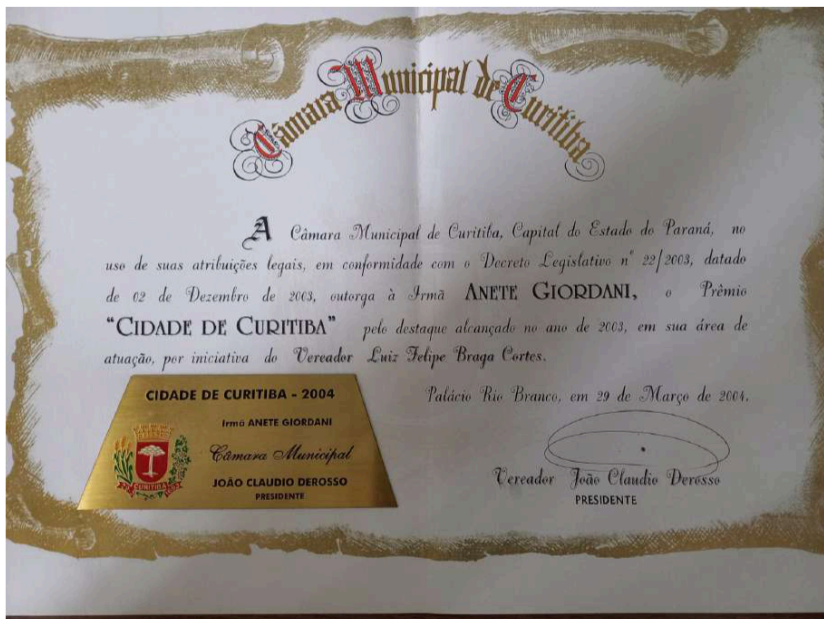 Câmara Municipal de Curitiba
A Câmara Municipal de Curitiba, Capital do Estado do Paraná, no
uso de suas atribuições legais, em conformidade com o Decreto Legislativo nº 22/2003, datado
de 02 de Dezembro de 2003, outorga à Irmã ANETE GIORDANI, o Prêmio
“CIDADE DE CURITIBA” pelo destaque alcançado no ano de 2003, em sua área de
atuação, por iniciativa do Vereador Luiz Felipe Braga Cortes.
Palácio Rio Branco, em 29 de Março de 2004.
CIDADE DE CURITIBA - 2004
Irmã ANETE GIORDANI
Câmara Municipal
JOÃO CLAUDIO DEROSSO
PRESIDENTE
CURITIBA
Vereador João Claudio Derosso
PRESIDENTE